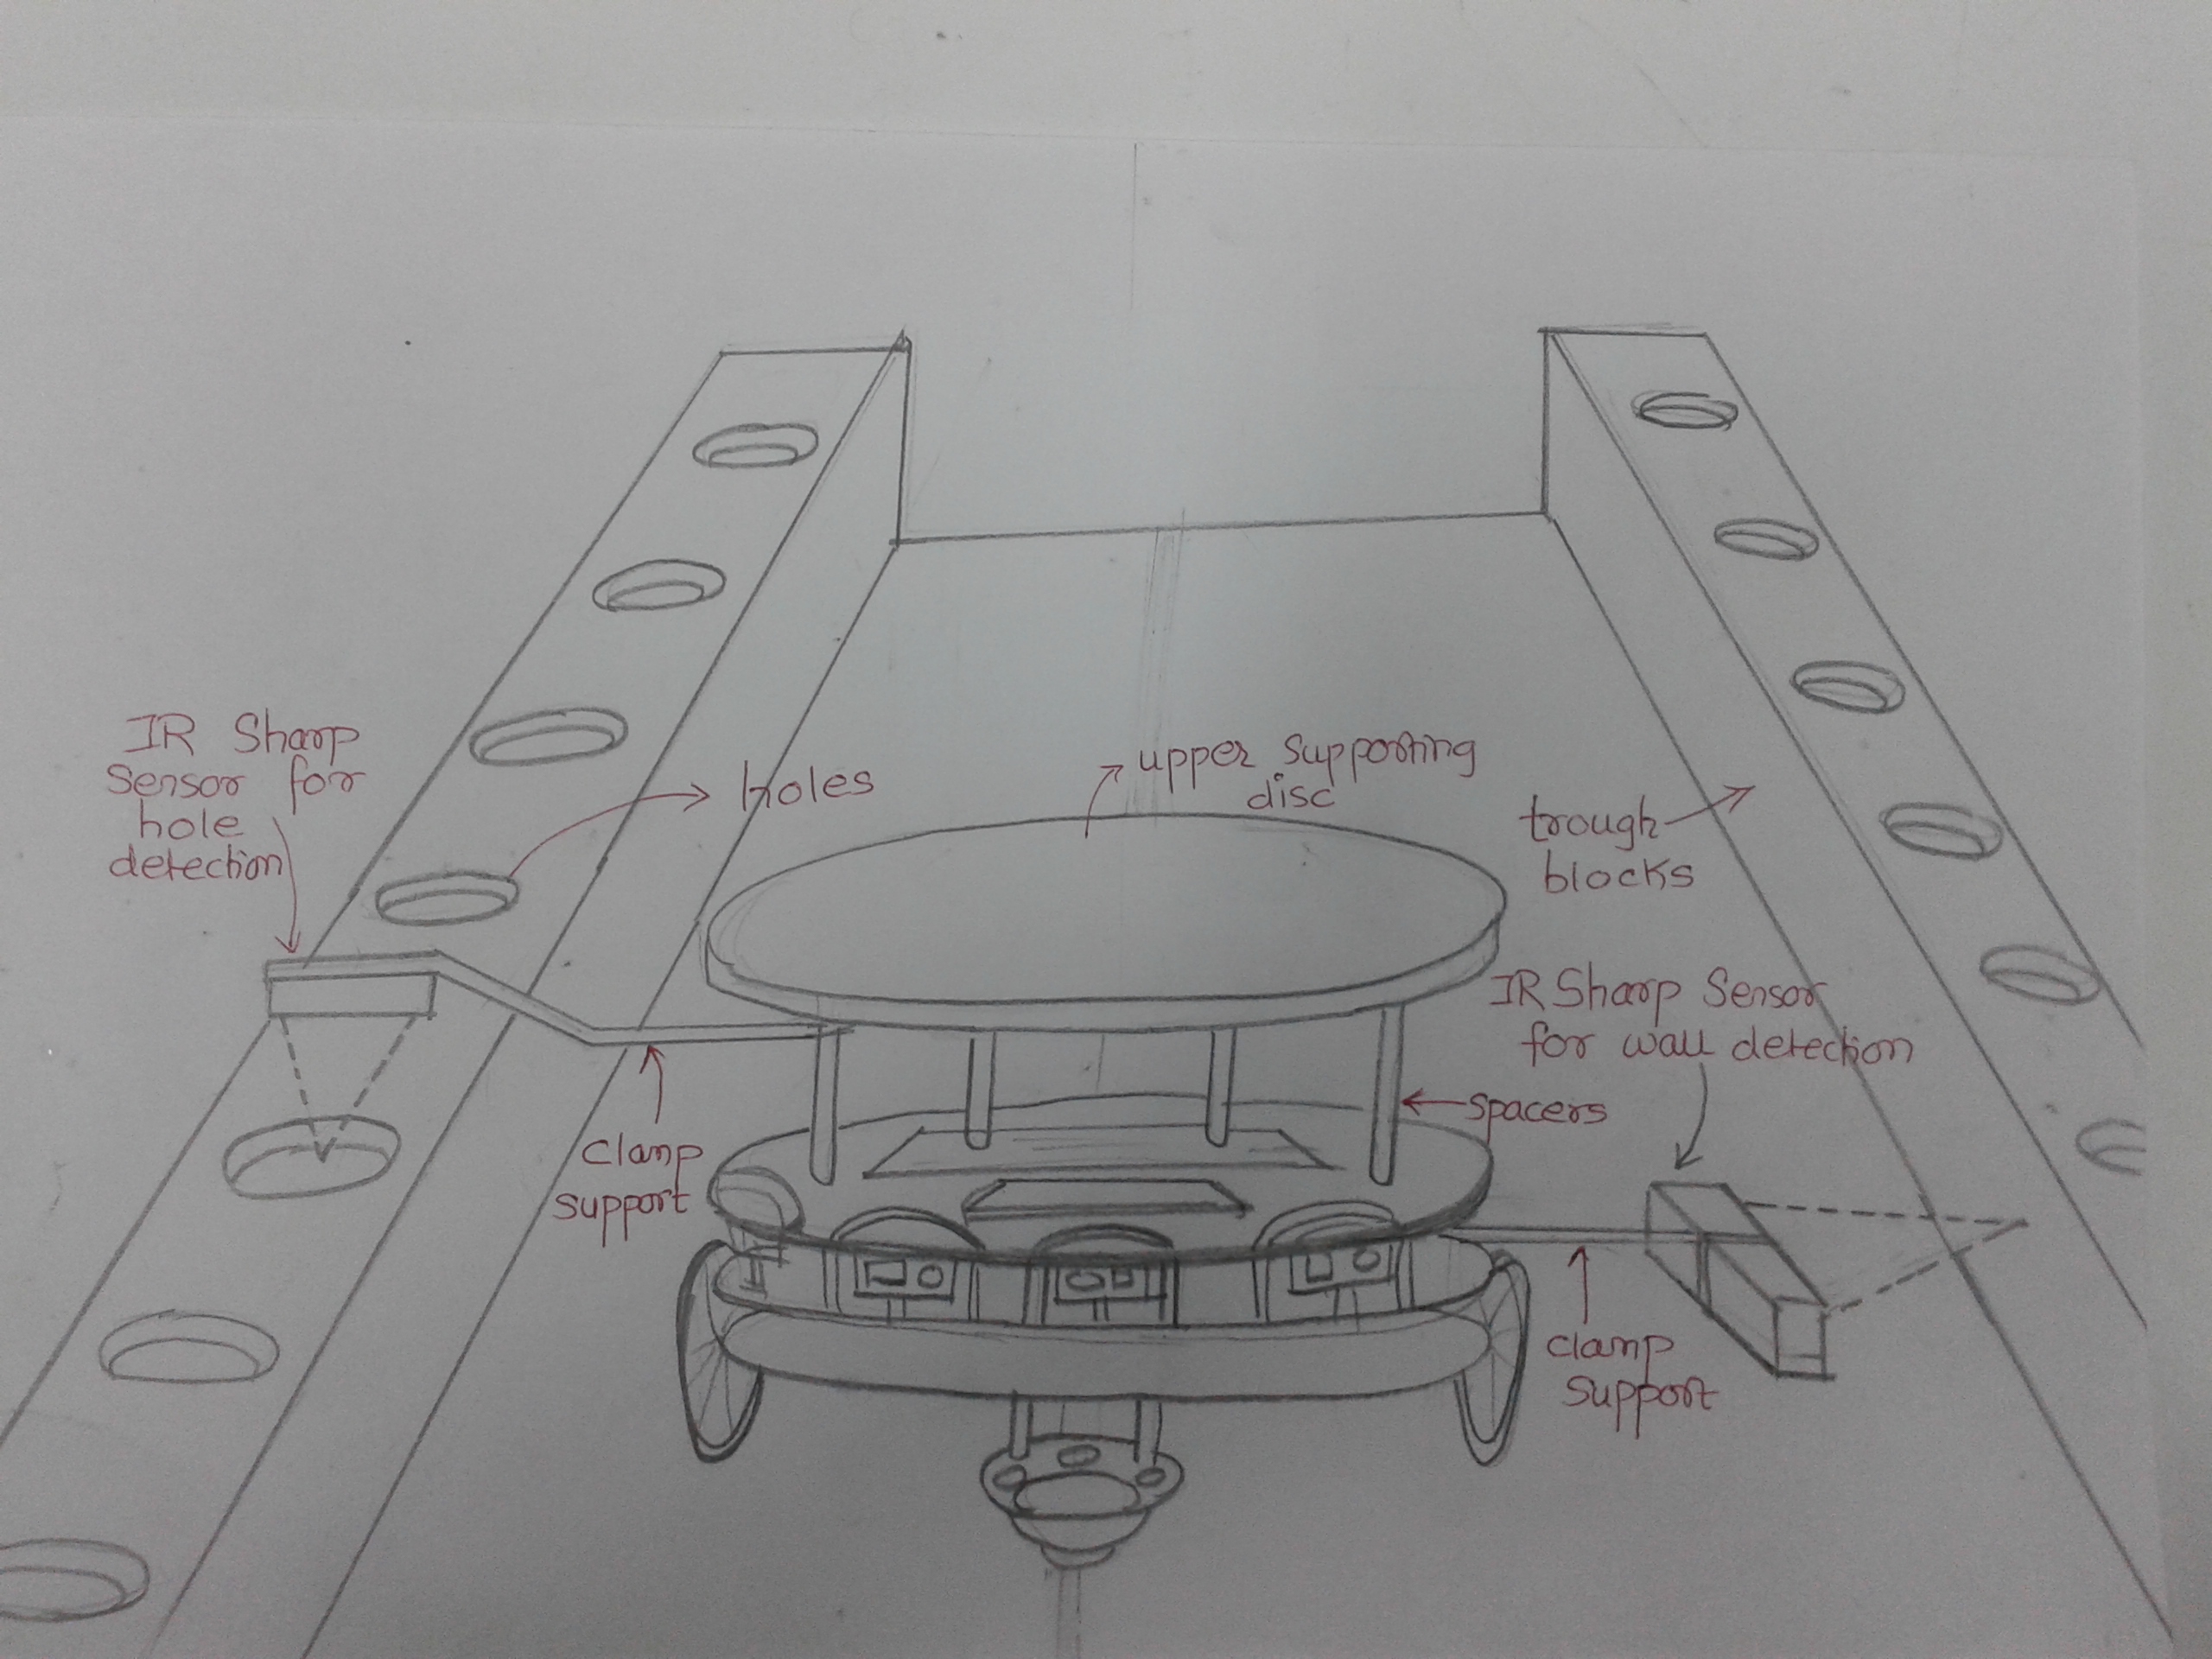 IR Sharp
Sensor for
hole
detection
holes
upper supporting
disc
trough
blocks
IR Sharp Sensor
for wall detection
spacers
clamp
support
clamp
support